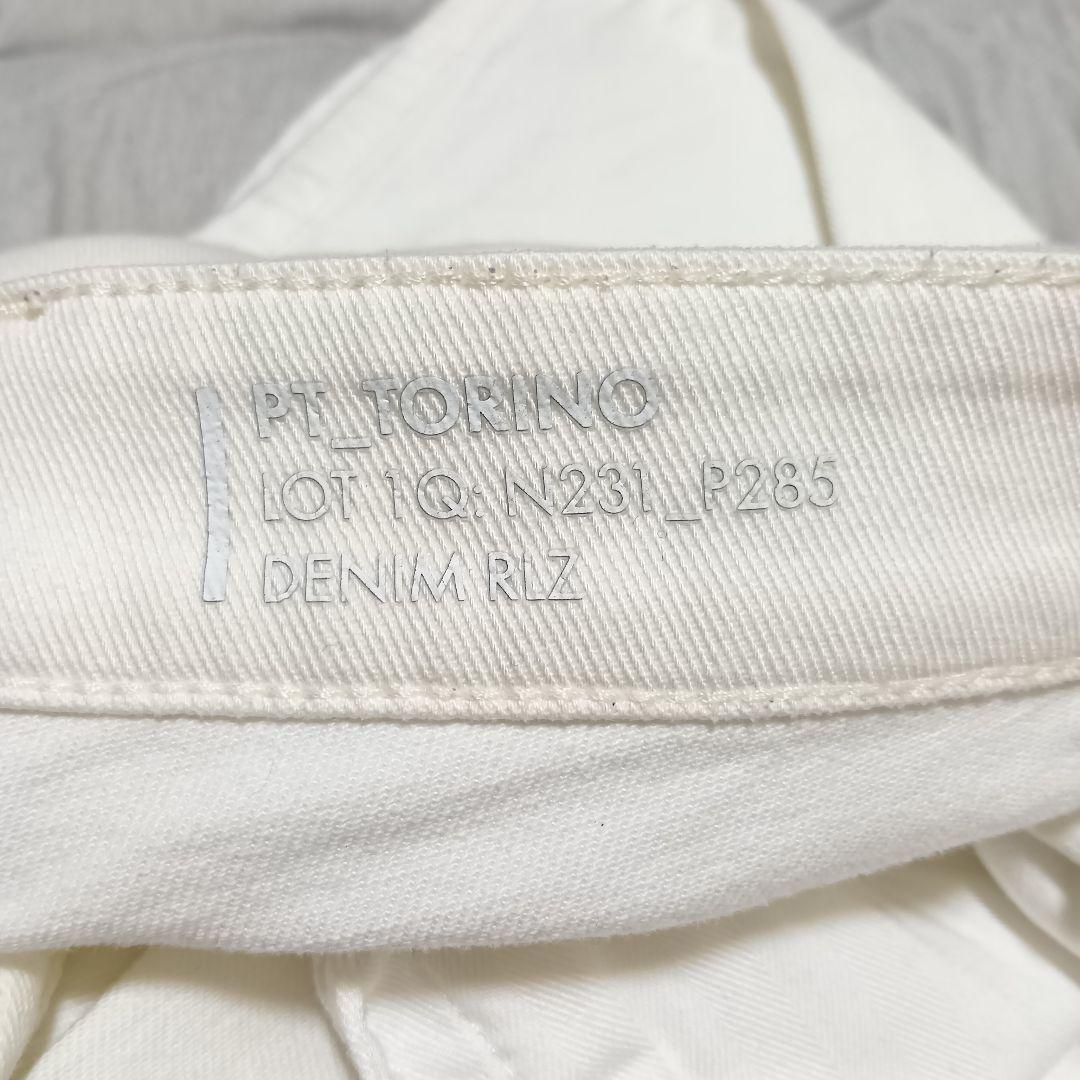 PT_TORINO
LOT 1Q: N231_P285
DENIM RLZ